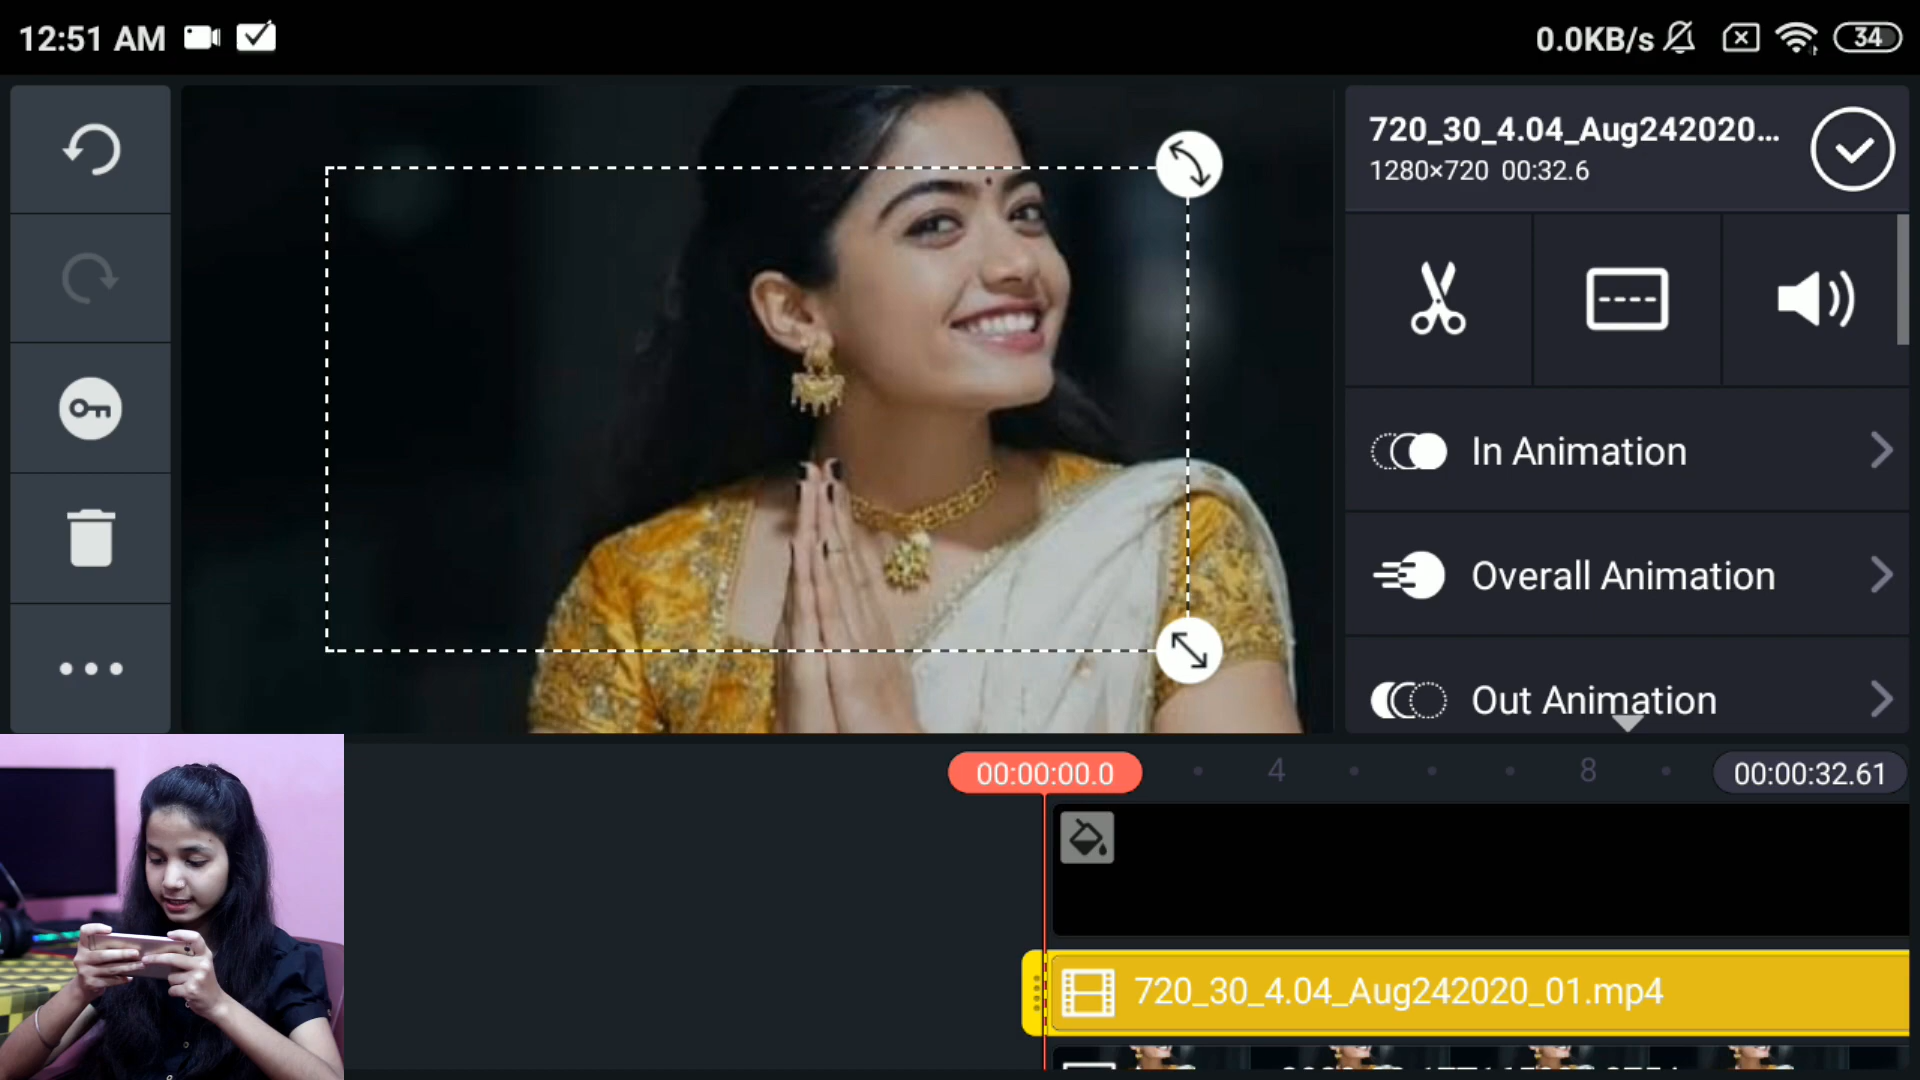 12:51 AM
0.0KB/s
34
720_30_4.04_Aug242020...
1280×720 00:32.6
In Animation
Overall Animation
Out Animation
00:00:00.0
4
8
00:00:32.61
720_30_4.04_Aug242020_01.mp4